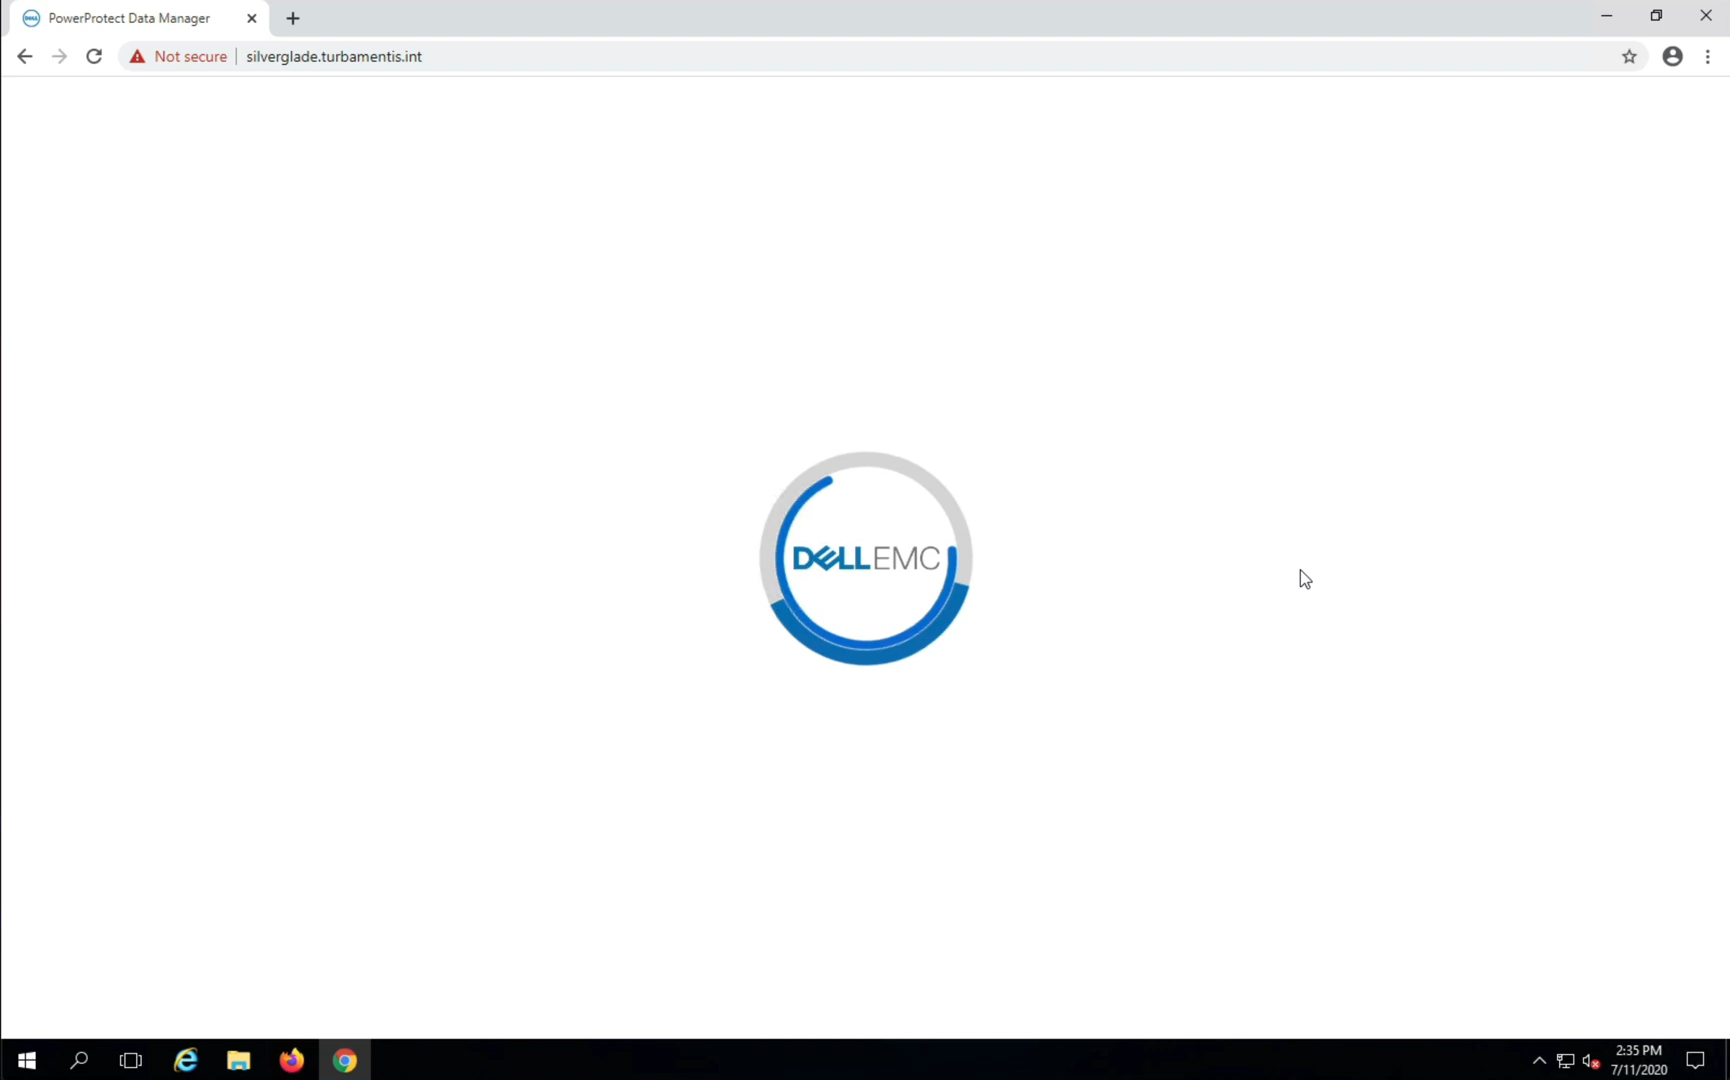 PowerProtect Data Manager
Not secure
silverglade.turbamentis.int
DELLEMC
2:35 PM
7/11/2020